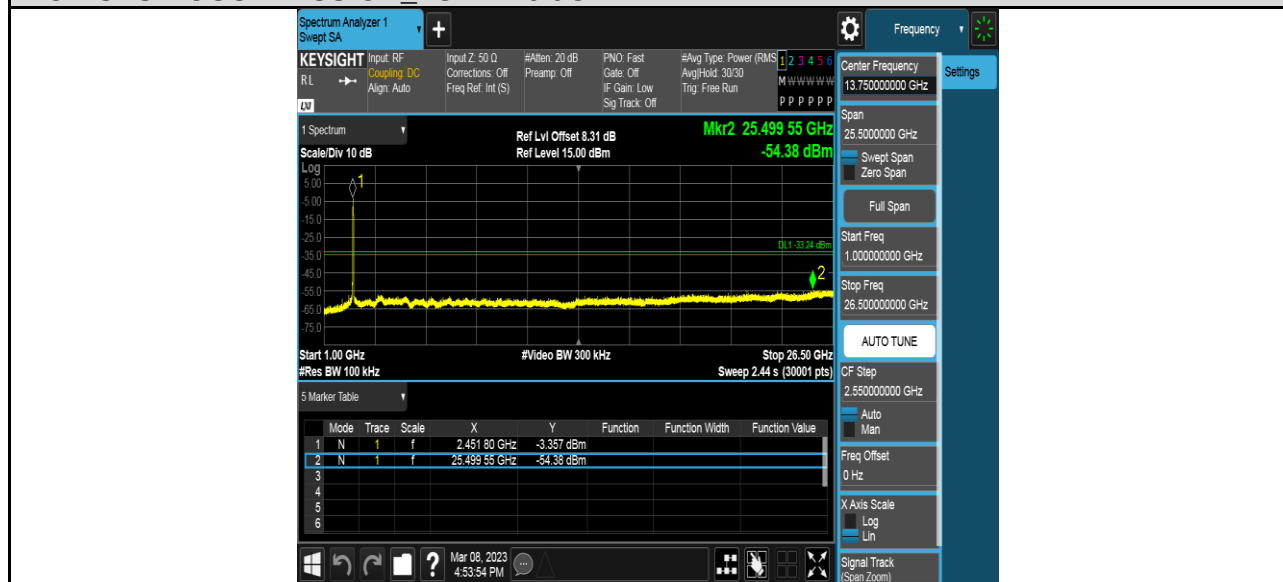 Spectrum Analyzer 1
Swept SA
+
Frequency
KEYSIGHT
RL
LXI
Input: RF
Coupling: DC
Align: Auto
Input Z: 50 Ω
Corrections: Off
Freq Ref: Int (S)
#Atten: 20 dB
Preamp: Off
PNO: Fast
Gate: Off
IF Gain: Low
Sig Track: Off
#Avg Type: Power (RMS
Avg|Hold: 30/30
Trig: Free Run
1 2 3 4 5 6
M W W W W W
P P P P P P
1 Spectrum
Scale/Div 10 dB
Ref Lvl Offset 8.31 dB
Ref Level 15.00 dBm
Mkr2 25.499 55 GHz
-54.38 dBm
Log
5.00
-5.00
-15.0
-25.0
-35.0
-45.0
-55.0
-65.0
-75.0
1
DL1 -33.24 dBm
2
Start 1.00 GHz
#Video BW 300 kHz
Stop 26.50 GHz
#Res BW 100 kHz
Sweep 2.44 s (30001 pts)
5 Marker Table
Mode Trace Scale X Y Function Function Width Function Value
1 N 1 f 2.451 80 GHz -3.357 dBm
2 N 1 f 25.499 55 GHz -54.38 dBm
3
4
5
6
Mar 08, 2023
4:53:54 PM
Center Frequency
13.750000000 GHz
Settings
Span
25.5000000 GHz
Swept Span
Zero Span
Full Span
Start Freq
1.000000000 GHz
Stop Freq
26.500000000 GHz
AUTO TUNE
CF Step
2.550000000 GHz
Auto
Man
Freq Offset
0 Hz
X Axis Scale
Log
Lin
Signal Track
(Span Zoom)